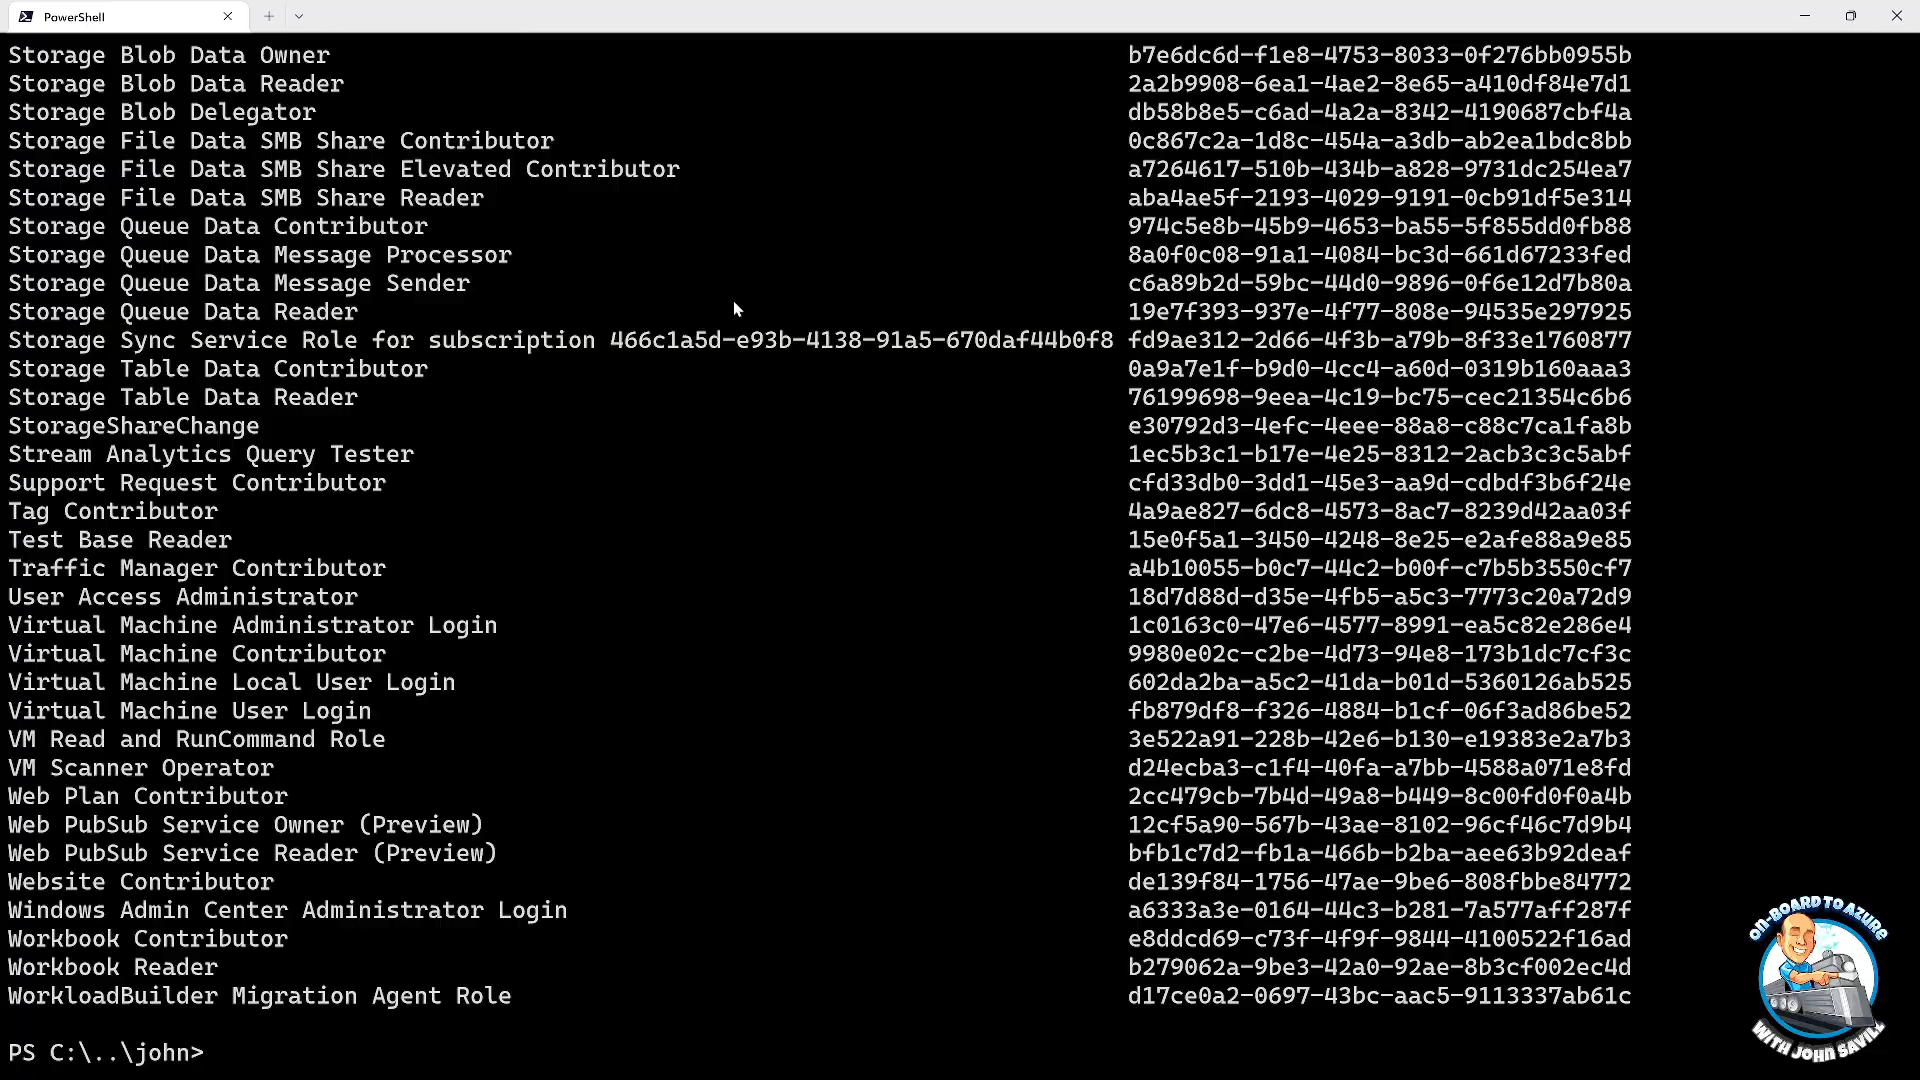 PowerShell
Storage Blob Data Owner b7e6dc6d-f1e8-4753-8033-0f276bb0955b
Storage Blob Data Reader 2a2b9908-6ea1-4ae2-8e65-a410df84e7d1
Storage Blob Delegator db58b8e5-c6ad-4a2a-8342-4190687cbf4a
Storage File Data SMB Share Contributor 0c867c2a-1d8c-454a-a3db-ab2ea1bdc8bb
Storage File Data SMB Share Elevated Contributor a7264617-510b-434b-a828-9731dc254ea7
Storage File Data SMB Share Reader aba4ae5f-2193-4029-9191-0cb91df5e314
Storage Queue Data Contributor 974c5e8b-45b9-4653-ba55-5f855dd0fb88
Storage Queue Data Message Processor 8a0f0c08-91a1-4084-bc3d-661d67233fed
Storage Queue Data Message Sender c6a89b2d-59bc-44d0-9896-0f6e12d7b80a
Storage Queue Data Reader 19e7f393-937e-4f77-808e-94535e297925
Storage Sync Service Role for subscription 466c1a5d-e93b-4138-91a5-670daf44b0f8 fd9ae312-2d66-4f3b-a79b-8f33e1760877
Storage Table Data Contributor 0a9a7e1f-b9d0-4cc4-a60d-0319b160aaa3
Storage Table Data Reader 76199698-9eea-4c19-bc75-cec21354c6b6
StorageShareChange e30792d3-4efc-4eee-88a8-c88c7ca1fa8b
Stream Analytics Query Tester 1ec5b3c1-b17e-4e25-8312-2acb3c3c5abf
Support Request Contributor cfd33db0-3dd1-45e3-aa9d-cdbdf3b6f24e
Tag Contributor 4a9ae827-6dc8-4573-8ac7-8239d42aa03f
Test Base Reader 15e0f5a1-3450-4248-8e25-e2afe88a9e85
Traffic Manager Contributor a4b10055-b0c7-44c2-b00f-c7b5b3550cf7
User Access Administrator 18d7d88d-d35e-4fb5-a5c3-7773c20a72d9
Virtual Machine Administrator Login 1c0163c0-47e6-4577-8991-ea5c82e286e4
Virtual Machine Contributor 9980e02c-c2be-4d73-94e8-173b1dc7cf3c
Virtual Machine Local User Login 602da2ba-a5c2-41da-b01d-5360126ab525
Virtual Machine User Login fb879df8-f326-4884-b1cf-06f3ad86be52
VM Read and RunCommand Role 3e522a91-228b-42e6-b130-e19383e2a7b3
VM Scanner Operator d24ecba3-c1f4-40fa-a7bb-4588a071e8fd
Web Plan Contributor 2cc479cb-7b4d-49a8-b449-8c00fd0f0a4b
Web PubSub Service Owner (Preview) 12cf5a90-567b-43ae-8102-96cf46c7d9b4
Web PubSub Service Reader (Preview) bfb1c7d2-fb1a-466b-b2ba-aee63b92deaf
Website Contributor de139f84-1756-47ae-9be6-808fbbe84772
Windows Admin Center Administrator Login a6333a3e-0164-44c3-b281-7a577aff287f
Workbook Contributor e8ddcd69-c73f-4f9f-9844-4100522f16ad
Workbook Reader b279062a-9be3-42a0-92ae-8b3cf002ec4d
WorkloadBuilder Migration Agent Role d17ce0a2-0697-43bc-aac5-9113337ab61c
PS C:\..\john>
ON-BOARD TO AZURE
WITH JOHN SAVILL